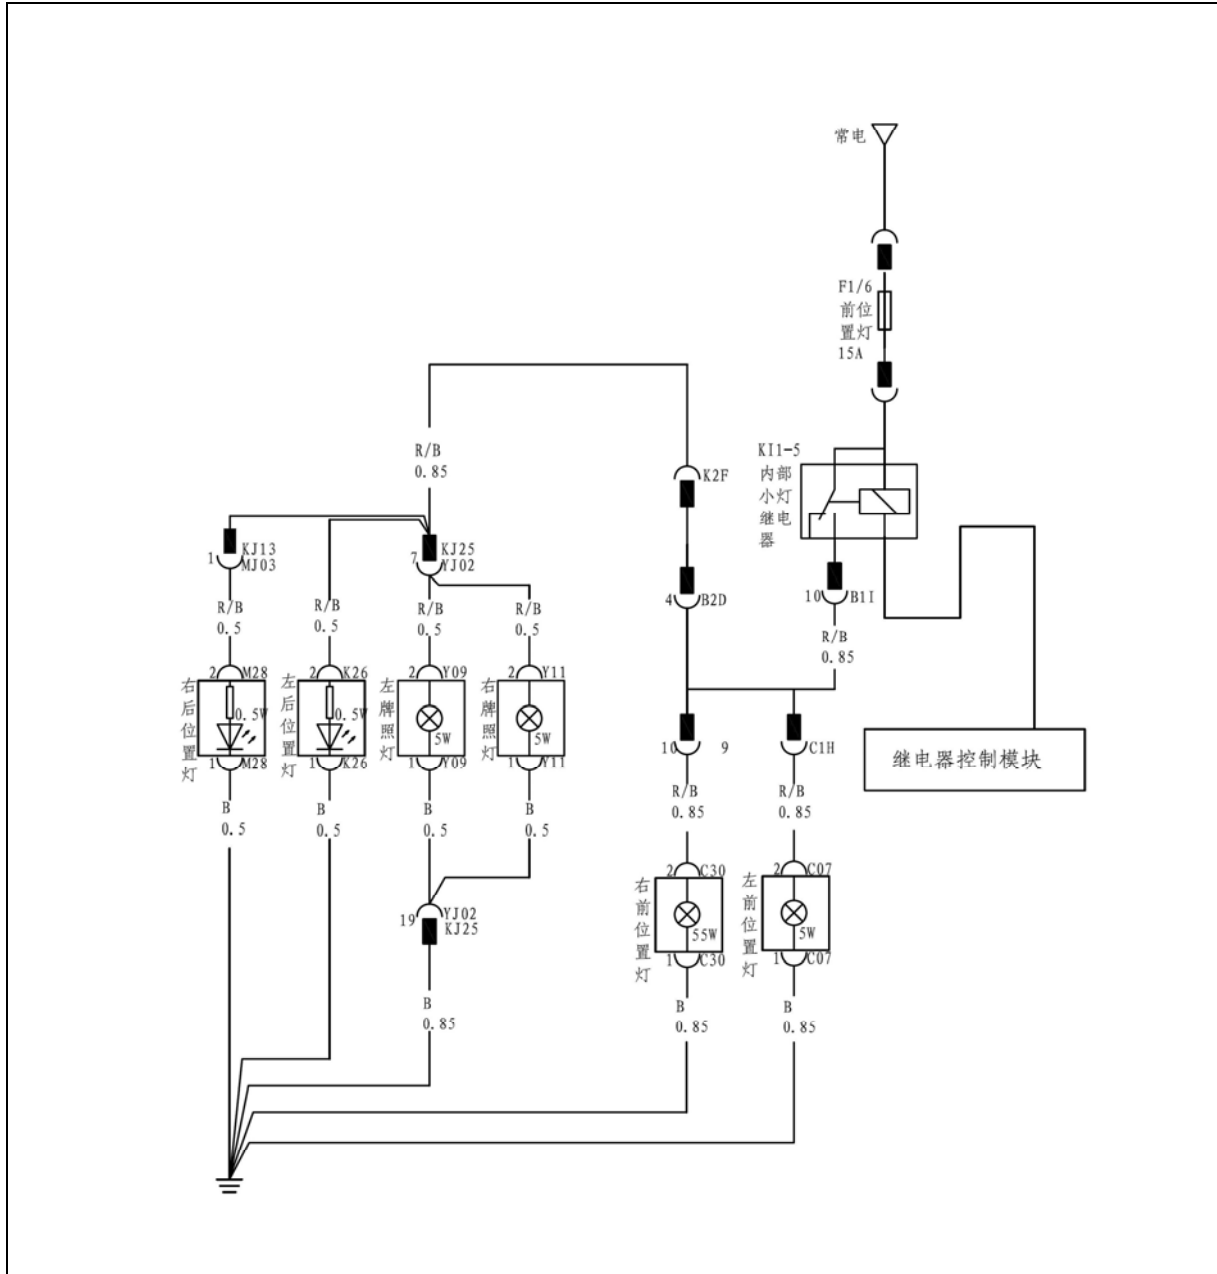 常电
F1/6
前位
置灯
15A
R/B
0.85
K2F
KI1-5
内部
小灯
继电
器
1
KJ13
MJ03
7
KJ25
YJ02
4
B2D
10
B1I
R/B
0.5
R/B
0.5
R/B
0.5
R/B
0.5
R/B
0.85
2
M28
2
K26
2
Y09
2
Y11
右后位置灯
0.5W
左后位置灯
0.5W
左牌照灯
5W
右牌照灯
5W
1
M28
1
K26
1
Y09
1
Y11
10
9
C1H
继电器控制模块
B
0.5
B
0.5
B
0.5
B
0.5
R/B
0.85
R/B
0.85
2
C30
2
C07
右前位置灯
55W
左前位置灯
5W
1
C30
1
C07
19
YJ02
KJ25
B
0.85
B
0.85
B
0.85